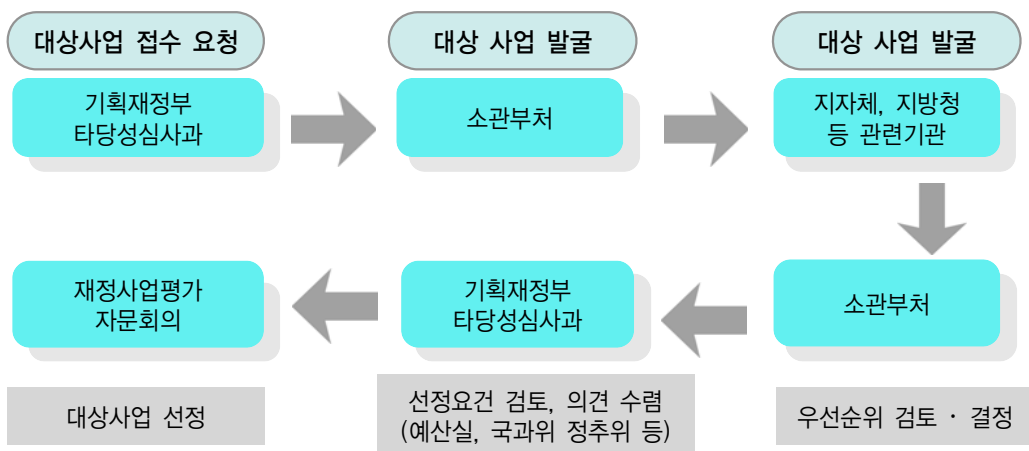 대상사업 접수 요청
기획재정부
타당성심사과
대상 사업 발굴
소관부처
대상 사업 발굴
지자체, 지방청
등 관련기관
소관부처
우선순위 검토 · 결정
기획재정부
타당성심사과
선정요건 검토, 의견 수렴
(예산실, 국과위 정추위 등)
재정사업평가
자문회의
대상사업 선정